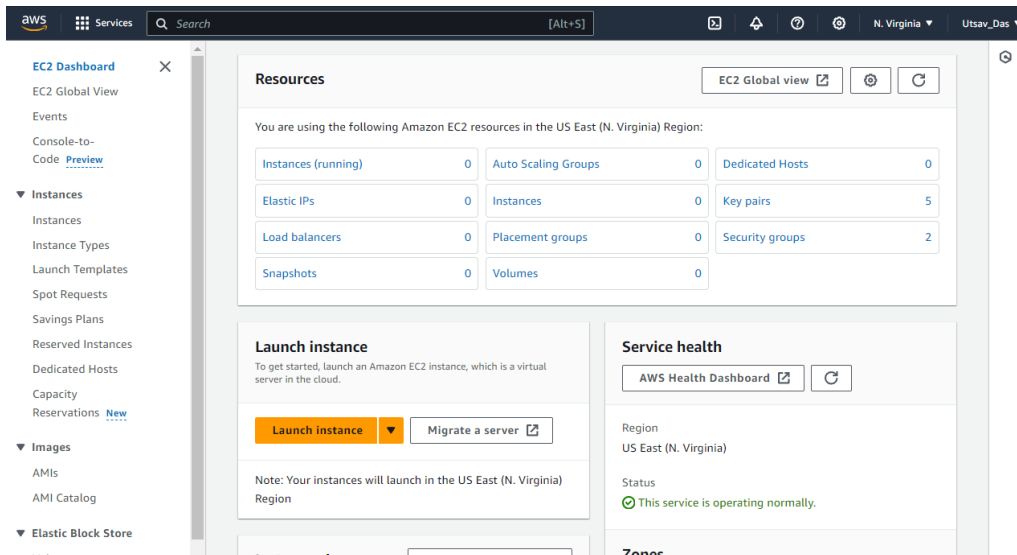 aws
Services
Search
[Alt+S]
N. Virginia
Utsav_Das
EC2 Dashboard
EC2 Global View
Events
Console-to-
Code Preview
Instances
Instances
Instance Types
Launch Templates
Spot Requests
Savings Plans
Reserved Instances
Dedicated Hosts
Capacity
Reservations New
Images
AMIs
AMI Catalog
Elastic Block Store
Resources
EC2 Global view
You are using the following Amazon EC2 resources in the US East (N. Virginia) Region:
Instances (running) 0
Auto Scaling Groups 0
Dedicated Hosts 0
Elastic IPs 0
Instances 0
Key pairs 5
Load balancers 0
Placement groups 0
Security groups 2
Snapshots 0
Volumes 0
Launch instance
To get started, launch an Amazon EC2 instance, which is a virtual
server in the cloud.
Launch instance
Migrate a server
Note: Your instances will launch in the US East (N. Virginia)
Region
Service health
AWS Health Dashboard
Region
US East (N. Virginia)
Status
This service is operating normally.
Zones